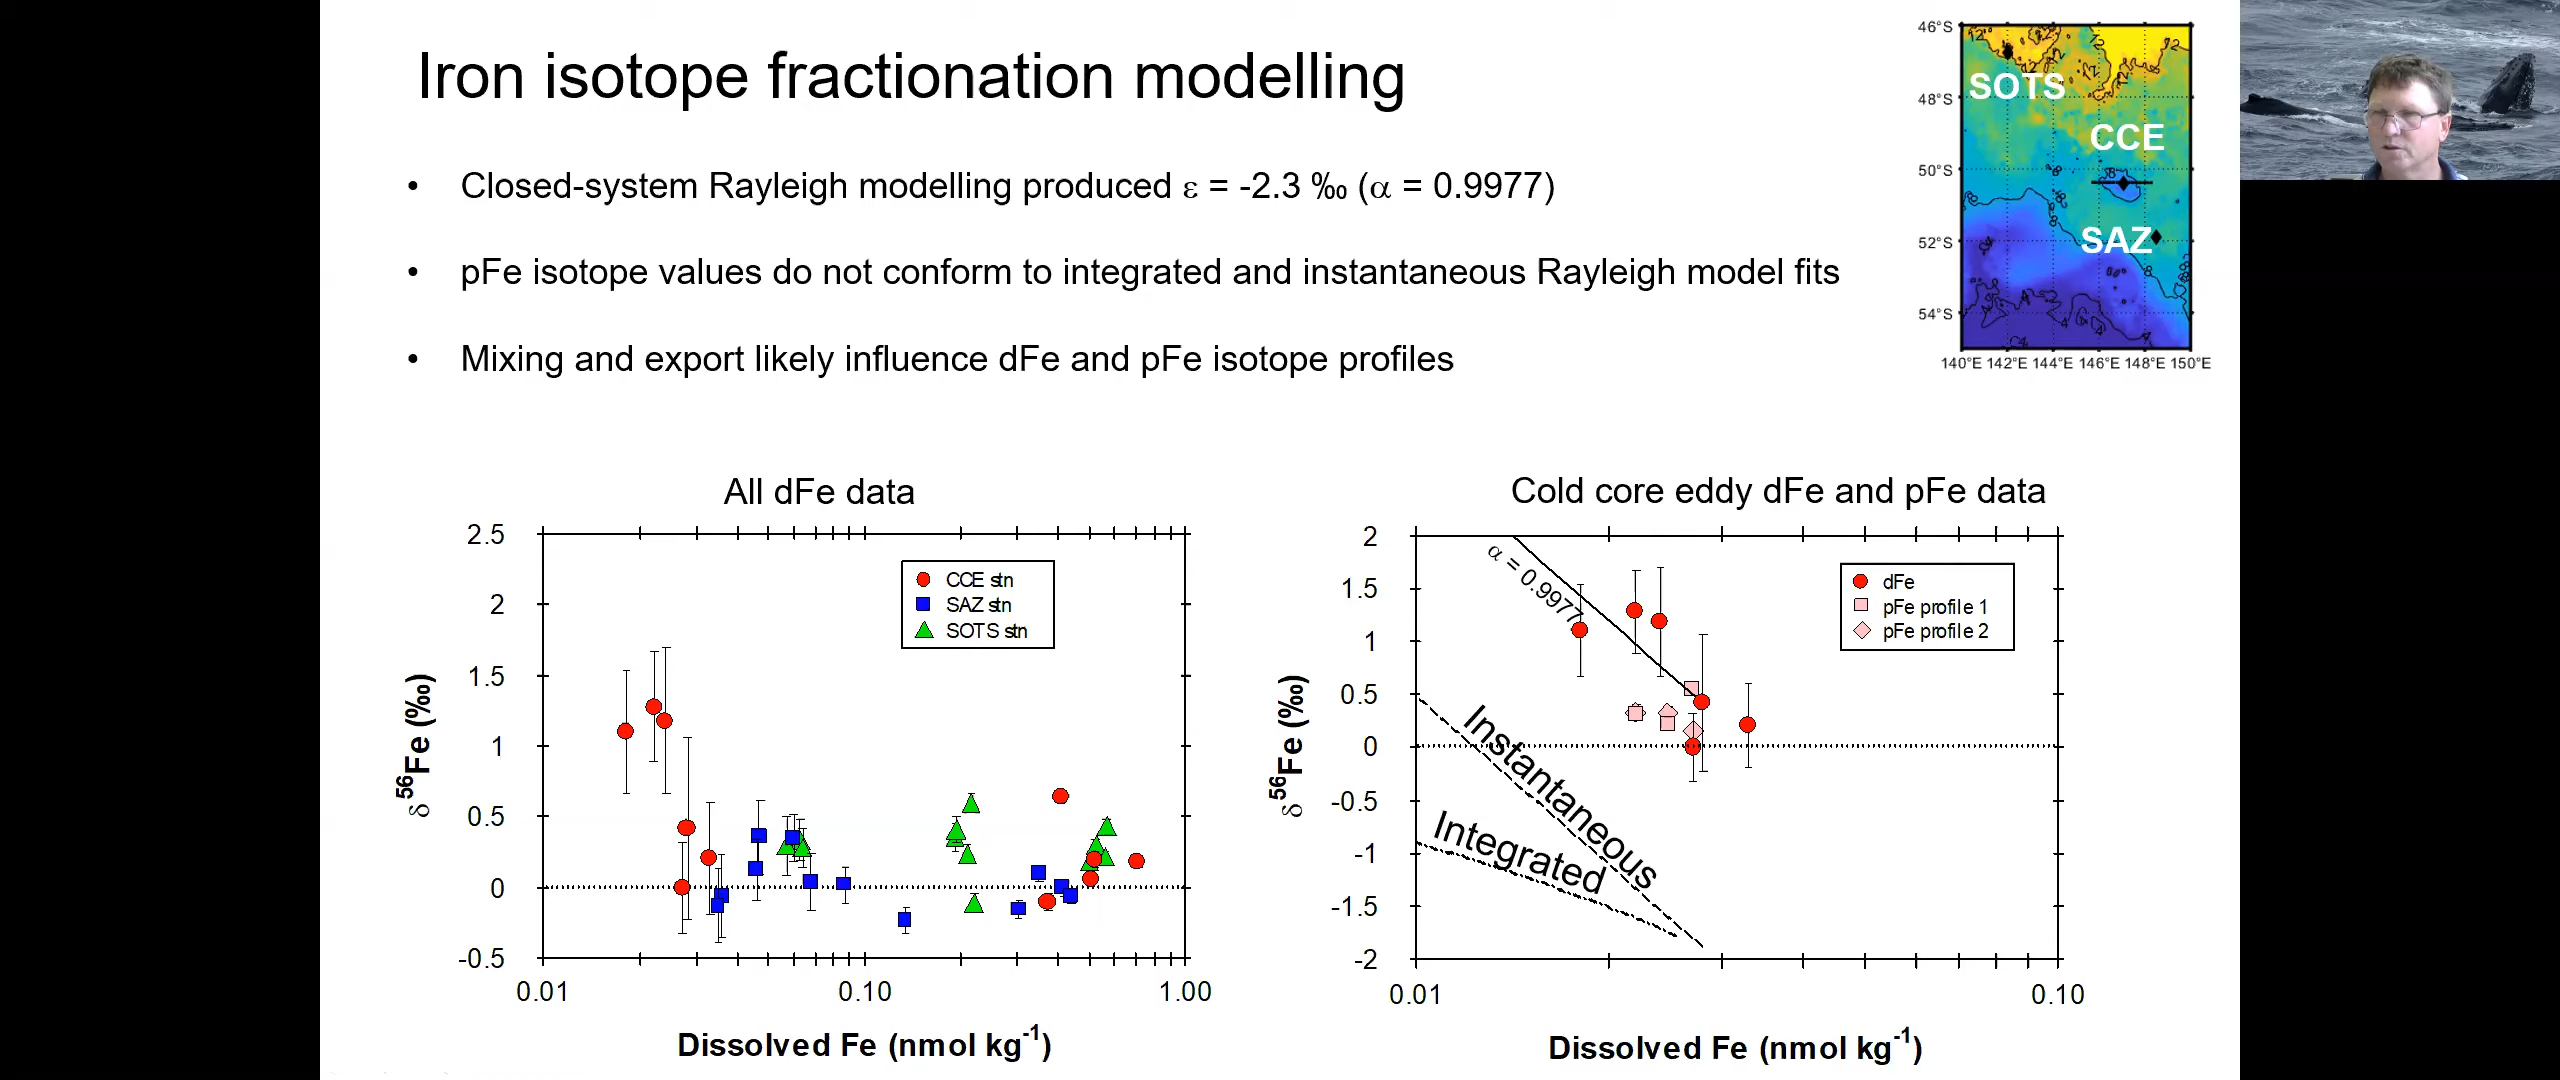 Iron isotope fractionation modelling
• Closed-system Rayleigh modelling produced ε = -2.3 ‰ (α = 0.9977)
• pFe isotope values do not conform to integrated and instantaneous Rayleigh model fits
• Mixing and export likely influence dFe and pFe isotope profiles
46°S
48°S
50°S
52°S
54°S
SOTS
CCE
SAZ
140°E 142°E 144°E 146°E 148°E 150°E
All dFe data
2.5
2
1.5
1
0.5
0
-0.5
δ ⁵⁶Fe (‰)
CCE stn
SAZ stn
SOTS stn
0.01 0.10 1.00
Dissolved Fe (nmol kg⁻¹)
Cold core eddy dFe and pFe data
2
1.5
1
0.5
0
-0.5
-1
-1.5
-2
δ ⁵⁶Fe (‰)
α = 0.9977
dFe
pFe profile 1
pFe profile 2
Instantaneous
Integrated
0.01 0.10
Dissolved Fe (nmol kg⁻¹)